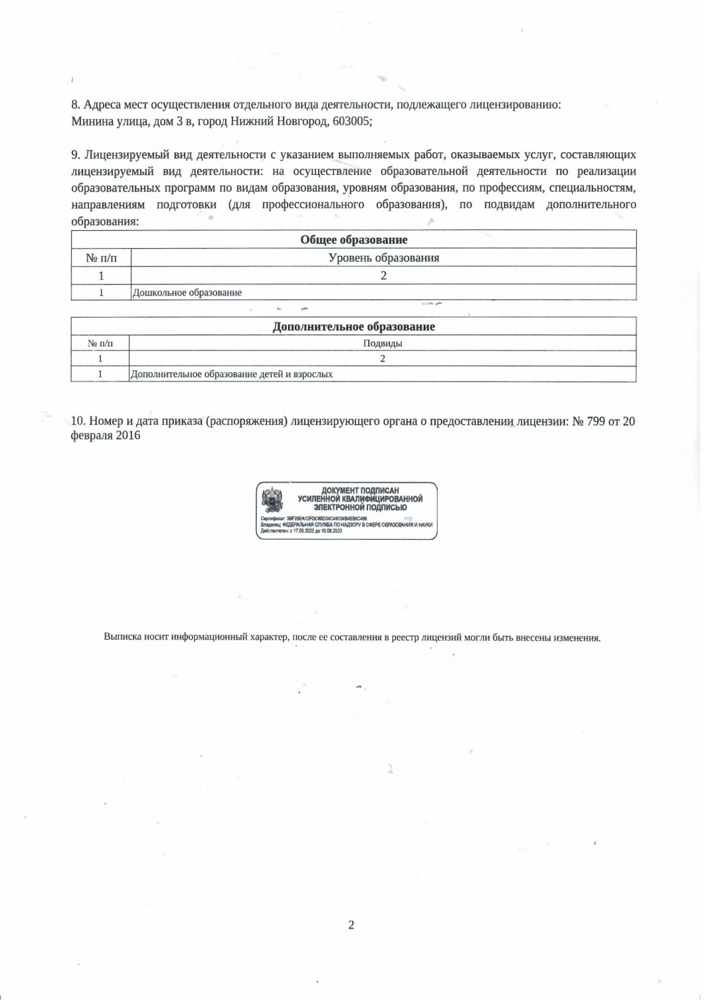 8. Адреса мест осуществления отдельного вида деятельности, подлежащего лицензированию:
Минина улица, дом 3 в, город Нижний Новгород, 603005;
9. Лицензируемый вид деятельности с указанием выполняемых работ, оказываемых услуг, составляющих
лицензируемый вид деятельности: на осуществление образовательной деятельности по реализации
образовательных программ по видам образования, уровням образования, по профессиям, специальностям,
направлениям подготовки (для профессионального образования), по подвидам дополнительного
образования:
Общее образование
№ п/п Уровень образования
1 2
1 Дошкольное образование
Дополнительное образование
№ п/п Подвиды
1 2
1 Дополнительное образование детей и взрослых
10. Номер и дата приказа (распоряжения) лицензирующего органа о предоставлении лицензии: № 799 от 20
февраля 2016
ДОКУМЕНТ ПОДПИСАН
УСИЛЕННОЙ КВАЛИФИЦИРОВАННОЙ
ЭЛЕКТРОННОЙ ПОДПИСЬЮ
Сертификат:
Владелец: ФЕДЕРАЛЬНАЯ СЛУЖБА ПО НАДЗОРУ В СФЕРЕ ОБРАЗОВАНИЯ И НАУКИ
Действителен: с 17.05.2022 до 10.08.2023
Выписка носит информационный характер, после ее составления в реестр лицензий могли быть внесены изменения.
2